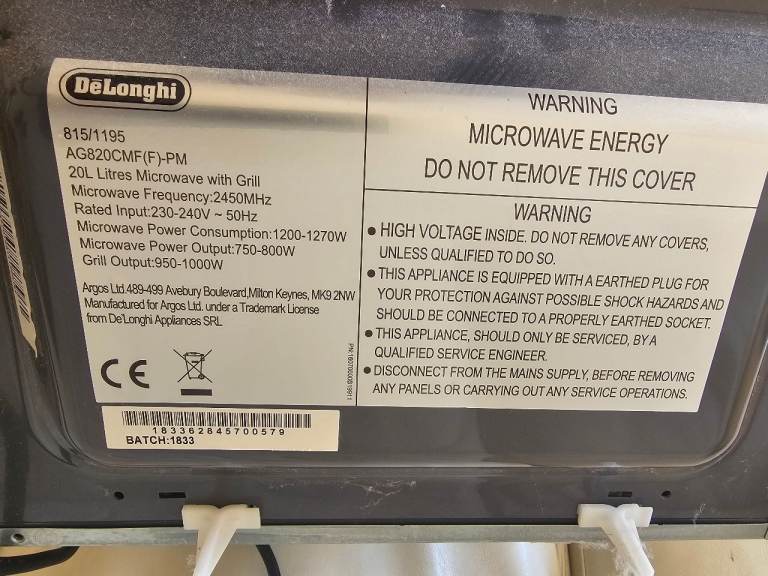 DeLonghi
815/1195
AG820CMF(F)-PM
20L Litres Microwave with Grill
Microwave Frequency:2450MHz
Rated Input:230-240V ~ 50Hz
Microwave Power Consumption:1200-1270W
Microwave Power Output:750-800W
Grill Output:950-1000W
Argos Ltd.489-499 Avebury Boulevard,Milton Keynes, MK9 2NW
Manufactured for Argos Ltd. under a Trademark License
from De'Longhi Appliances SRL
CE
183362845700579
BATCH:1833
WARNING
MICROWAVE ENERGY
DO NOT REMOVE THIS COVER
WARNING
● HIGH VOLTAGE INSIDE. DO NOT REMOVE ANY COVERS,
UNLESS QUALIFIED TO DO SO.
● THIS APPLIANCE IS EQUIPPED WITH A EARTHED PLUG FOR
YOUR PROTECTION AGAINST POSSIBLE SHOCK HAZARDS AND
SHOULD BE CONNECTED TO A PROPERLY EARTHED SOCKET.
● THIS APPLIANCE, SHOULD ONLY BE SERVICED, BY A
QUALIFIED SERVICE ENGINEER.
● DISCONNECT FROM THE MAINS SUPPLY, BEFORE REMOVING
ANY PANELS OR CARRYING OUT ANY SERVICE OPERATIONS.